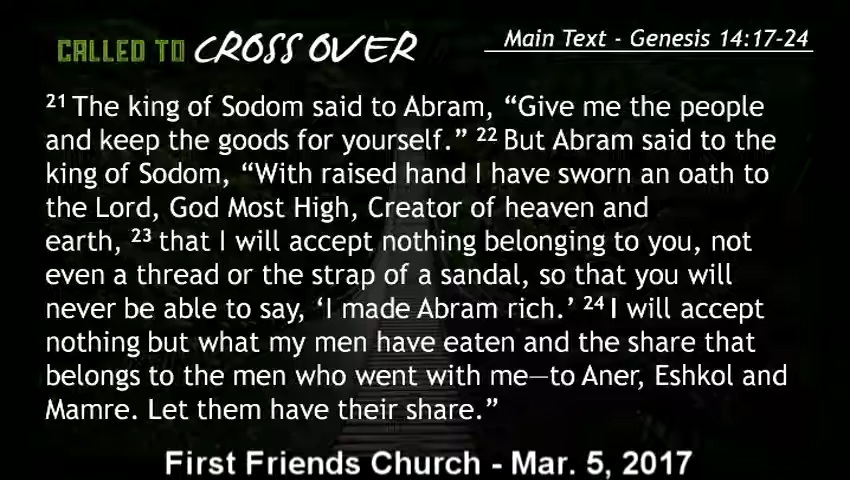 CALLED TO CROSS OVER
Main Text - Genesis 14:17-24
21 The king of Sodom said to Abram, “Give me the people
and keep the goods for yourself.” 22 But Abram said to the
king of Sodom, “With raised hand I have sworn an oath to
the Lord, God Most High, Creator of heaven and
earth, 23 that I will accept nothing belonging to you, not
even a thread or the strap of a sandal, so that you will
never be able to say, ‘I made Abram rich.’ 24 I will accept
nothing but what my men have eaten and the share that
belongs to the men who went with me—to Aner, Eshkol and
Mamre. Let them have their share.”
First Friends Church - Mar. 5, 2017